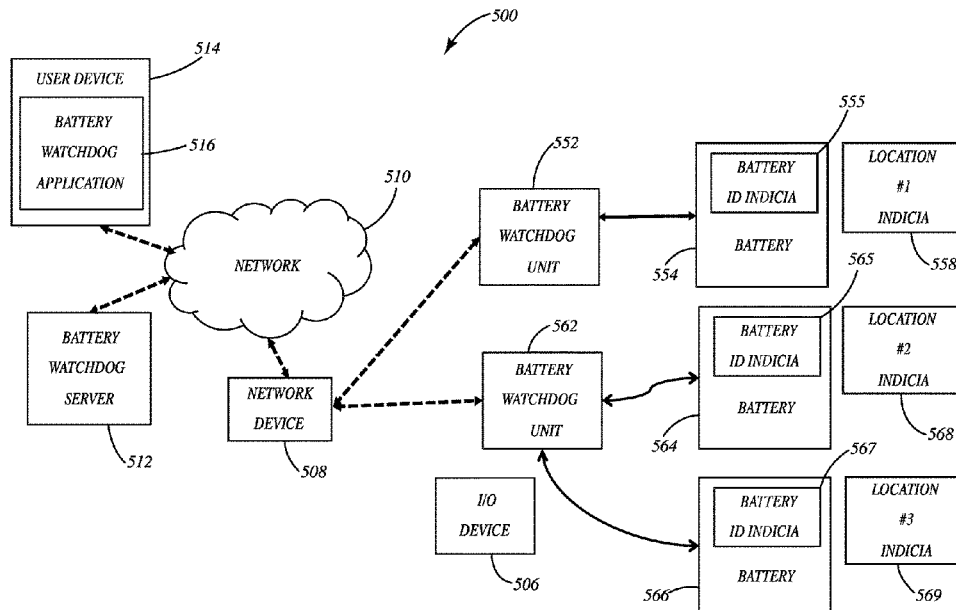 500
514
USER DEVICE
BATTERY
WATCHDOG
APPLICATION
516
510
NETWORK
BATTERY
WATCHDOG
SERVER
512
NETWORK
DEVICE
508
552
BATTERY
WATCHDOG
UNIT
555
BATTERY
ID INDICIA
BATTERY
554
LOCATION
#1
INDICIA
558
562
BATTERY
WATCHDOG
UNIT
565
BATTERY
ID INDICIA
BATTERY
564
LOCATION
#2
INDICIA
568
I/O
DEVICE
506
567
BATTERY
ID INDICIA
BATTERY
566
LOCATION
#3
INDICIA
569